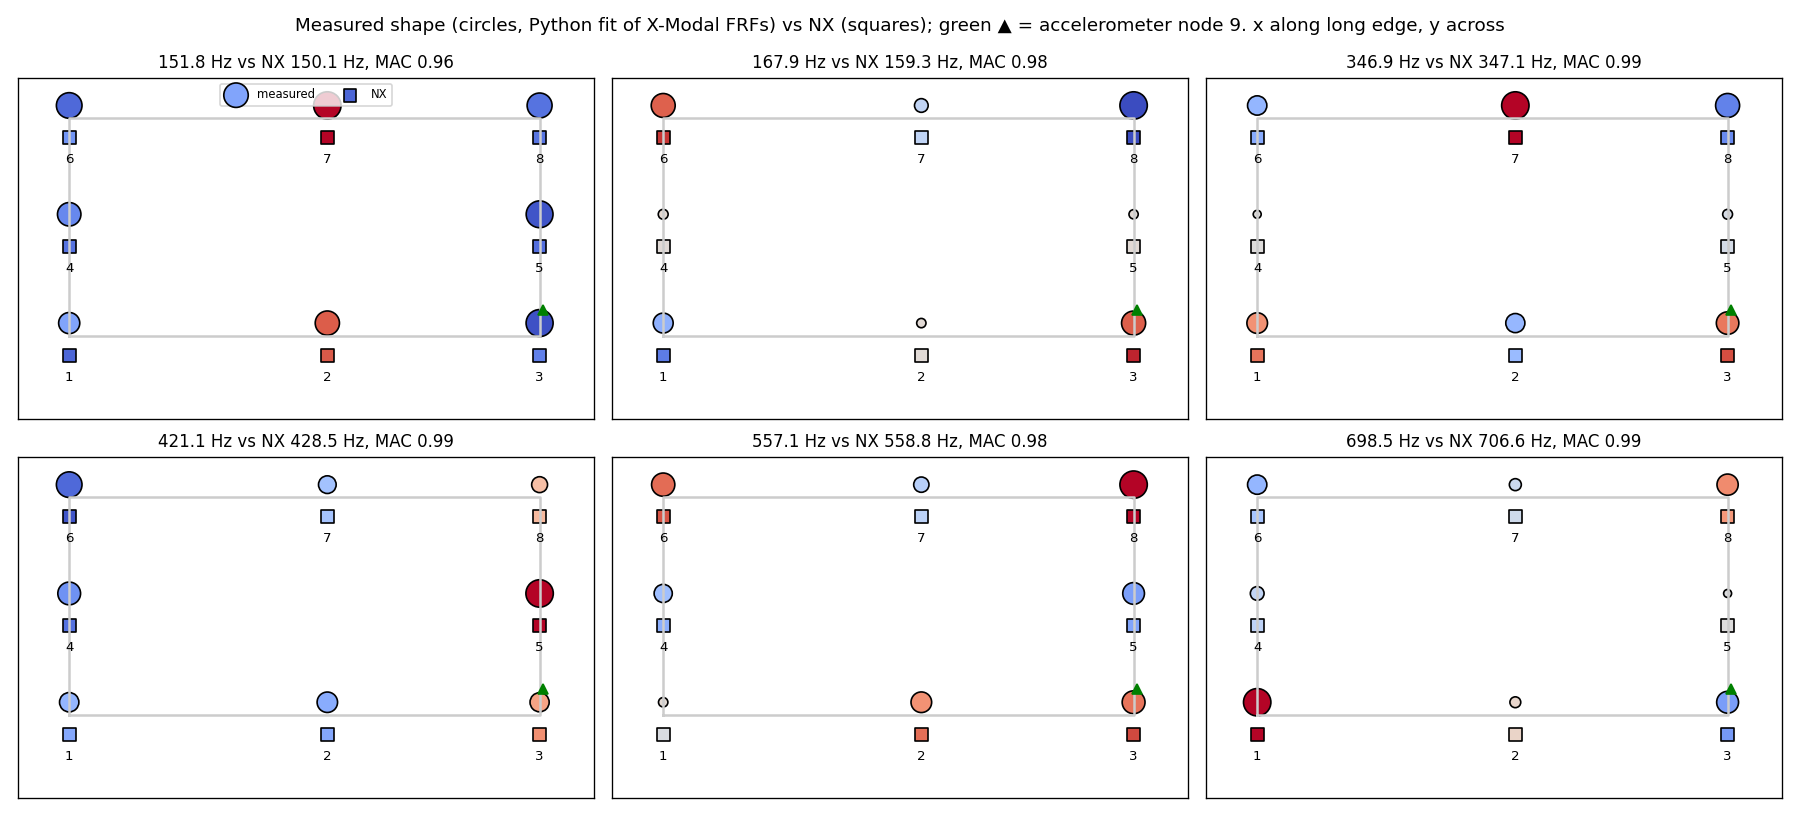 Measured shape (circles, Python fit of X-Modal FRFs) vs NX (squares); green ▲ = accelerometer node 9. x along long edge, y across
151.8 Hz vs NX 150.1 Hz, MAC 0.96
measured NX
6 7 8
4 5
1 2 3
167.9 Hz vs NX 159.3 Hz, MAC 0.98
6 7 8
4 5
1 2 3
346.9 Hz vs NX 347.1 Hz, MAC 0.99
6 7 8
4 5
1 2 3
421.1 Hz vs NX 428.5 Hz, MAC 0.99
6 7 8
4 5
1 2 3
557.1 Hz vs NX 558.8 Hz, MAC 0.98
6 7 8
4 5
1 2 3
698.5 Hz vs NX 706.6 Hz, MAC 0.99
6 7 8
4 5
1 2 3